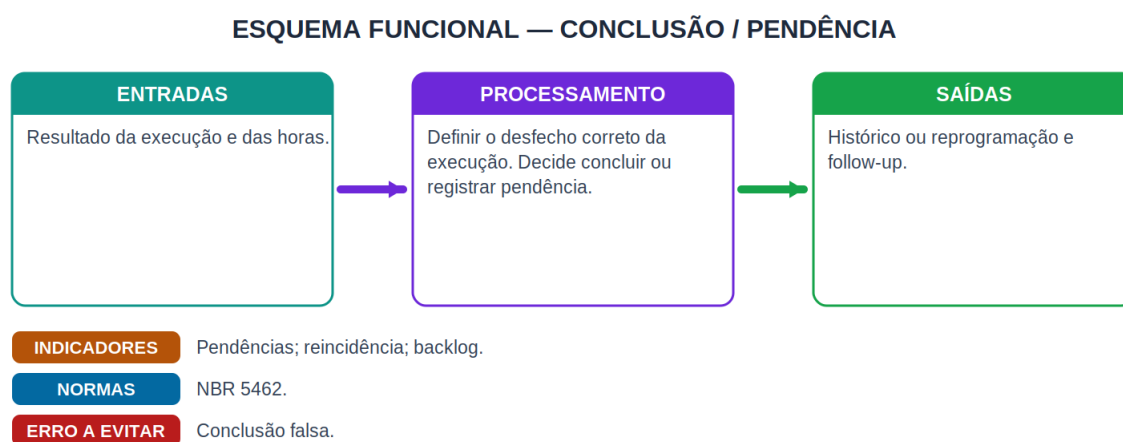 ESQUEMA FUNCIONAL — CONCLUSÃO / PENDÊNCIA
ENTRADAS
Resultado da execução e das horas.
PROCESSAMENTO
Definir o desfecho correto da
execução. Decide concluir ou
registrar pendência.
SAÍDAS
Histórico ou reprogramação e
follow-up.
INDICADORES
Pendências; reincidência; backlog.
NORMAS
NBR 5462.
ERRO A EVITAR
Conclusão falsa.